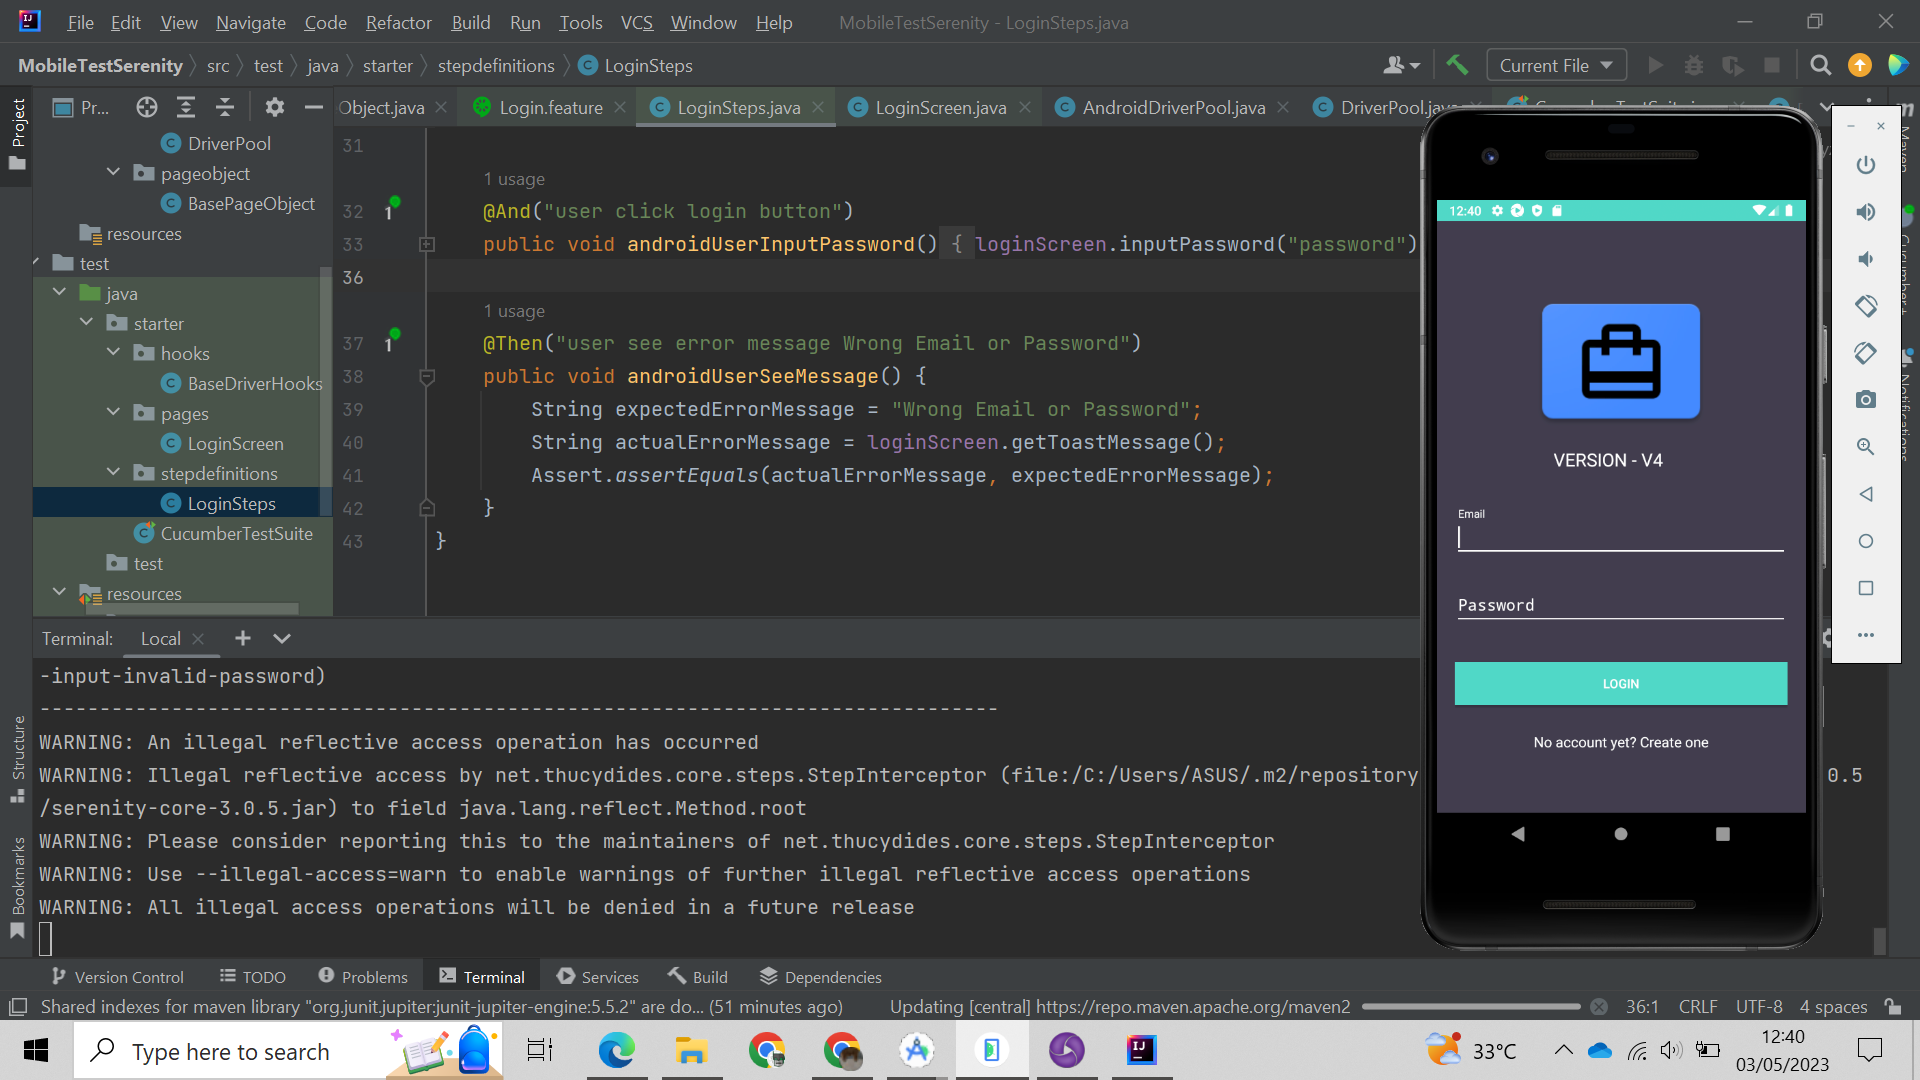 File Edit View Navigate Code Refactor Build Run Tools VCS Window Help MobileTestSerenity - LoginSteps.java
MobileTestSerenity src test java starter stepdefinitions LoginSteps Current File
Project Pr... Object.java Login.feature LoginSteps.java LoginScreen.java AndroidDriverPool.java DriverPool.java
DriverPool
pageobject
BasePageObject
resources
test
java
starter
hooks
BaseDriverHooks
pages
LoginScreen
stepdefinitions
LoginSteps
CucumberTestSuite
test
resources
31
1 usage
32 @And("user click login button")
33 public void androidUserInputPassword() { loginScreen.inputPassword("password")
36
1 usage
37 @Then("user see error message Wrong Email or Password")
38 public void androidUserSeeMessage() {
39 String expectedErrorMessage = "Wrong Email or Password";
40 String actualErrorMessage = loginScreen.getToastMessage();
41 Assert.assertEquals(actualErrorMessage, expectedErrorMessage);
42 }
43 }
12:40
VERSION - V4
Email
Password
LOGIN
No account yet? Create one
Maven
Cucumber+
Notifications
Structure
Bookmarks
Terminal: Local
-input-invalid-password)
--------------------------------------------------------------------------------
WARNING: An illegal reflective access operation has occurred
WARNING: Illegal reflective access by net.thucydides.core.steps.StepInterceptor (file:/C:/Users/ASUS/.m2/repository 0.5
/serenity-core-3.0.5.jar) to field java.lang.reflect.Method.root
WARNING: Please consider reporting this to the maintainers of net.thucydides.core.steps.StepInterceptor
WARNING: Use --illegal-access=warn to enable warnings of further illegal reflective access operations
WARNING: All illegal access operations will be denied in a future release
Version Control TODO Problems Terminal Services Build Dependencies
Shared indexes for maven library "org.junit.jupiter:junit-jupiter-engine:5.5.2" are do... (51 minutes ago) Updating [central] https://repo.maven.apache.org/maven2 36:1 CRLF UTF-8 4 spaces
Type here to search 33°C 12:40
03/05/2023